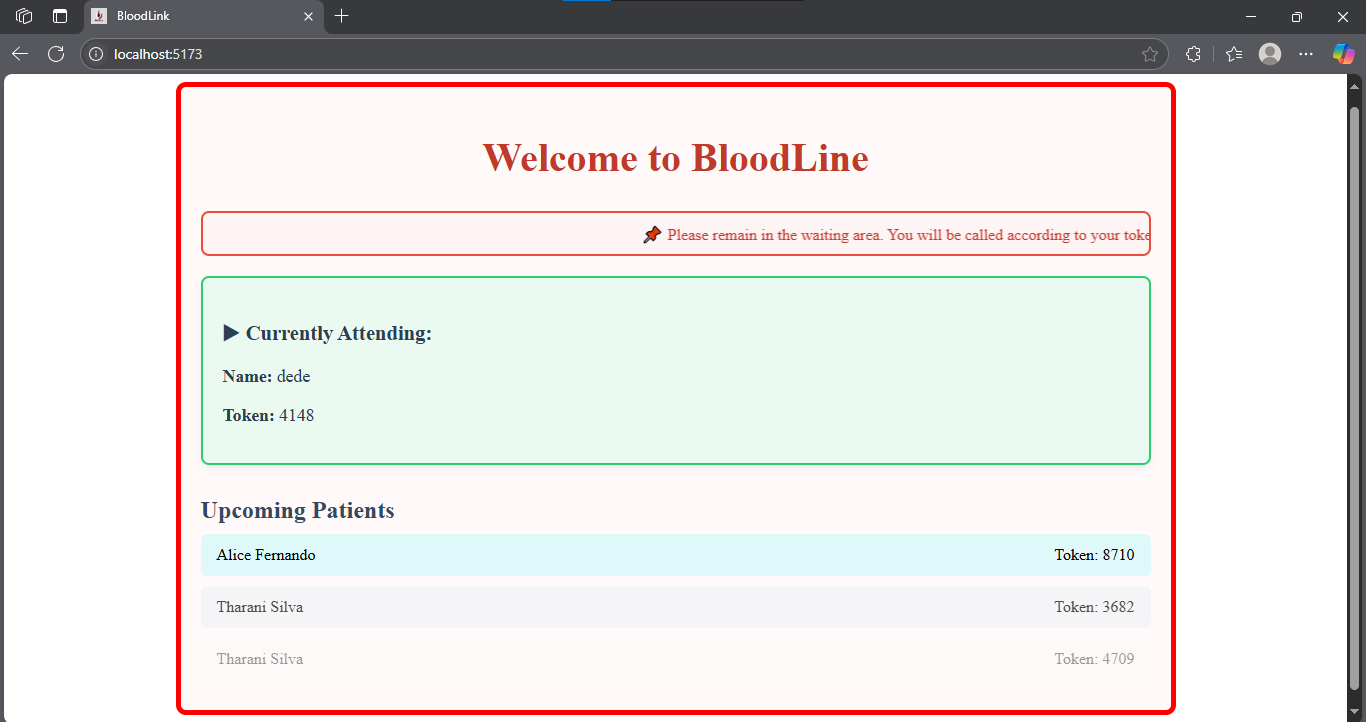 BloodLink
localhost:5173
Welcome to BloodLine
📌 Please remain in the waiting area. You will be called according to your toke
▶ Currently Attending:
Name: dede
Token: 4148
Upcoming Patients
Alice Fernando Token: 8710
Tharani Silva Token: 3682
Tharani Silva Token: 4709